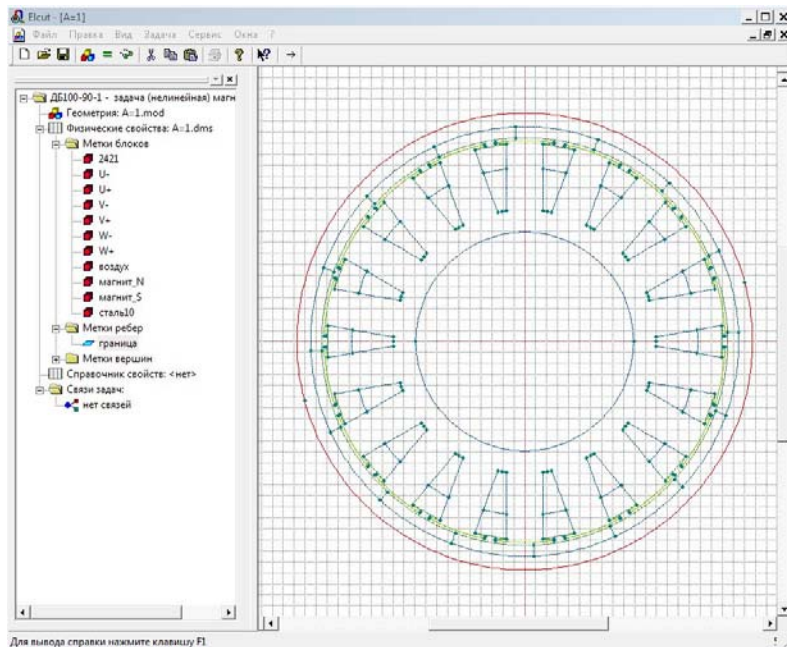 Elcut - [A=1]
Файл Правка Вид Задача Сервис Окна ?
ДБ100-90-1 - задача (нелинейная) магн
Геометрия: A=1.mod
Физические свойства: A=1.dms
Метки блоков
2421
U-
U+
V-
V+
W-
W+
воздух
магнит_N
магнит_S
сталь10
Метки ребер
граница
Метки вершин
Справочник свойств: <нет>
Связи задач:
нет связей
Для вывода справки нажмите клавишу F1